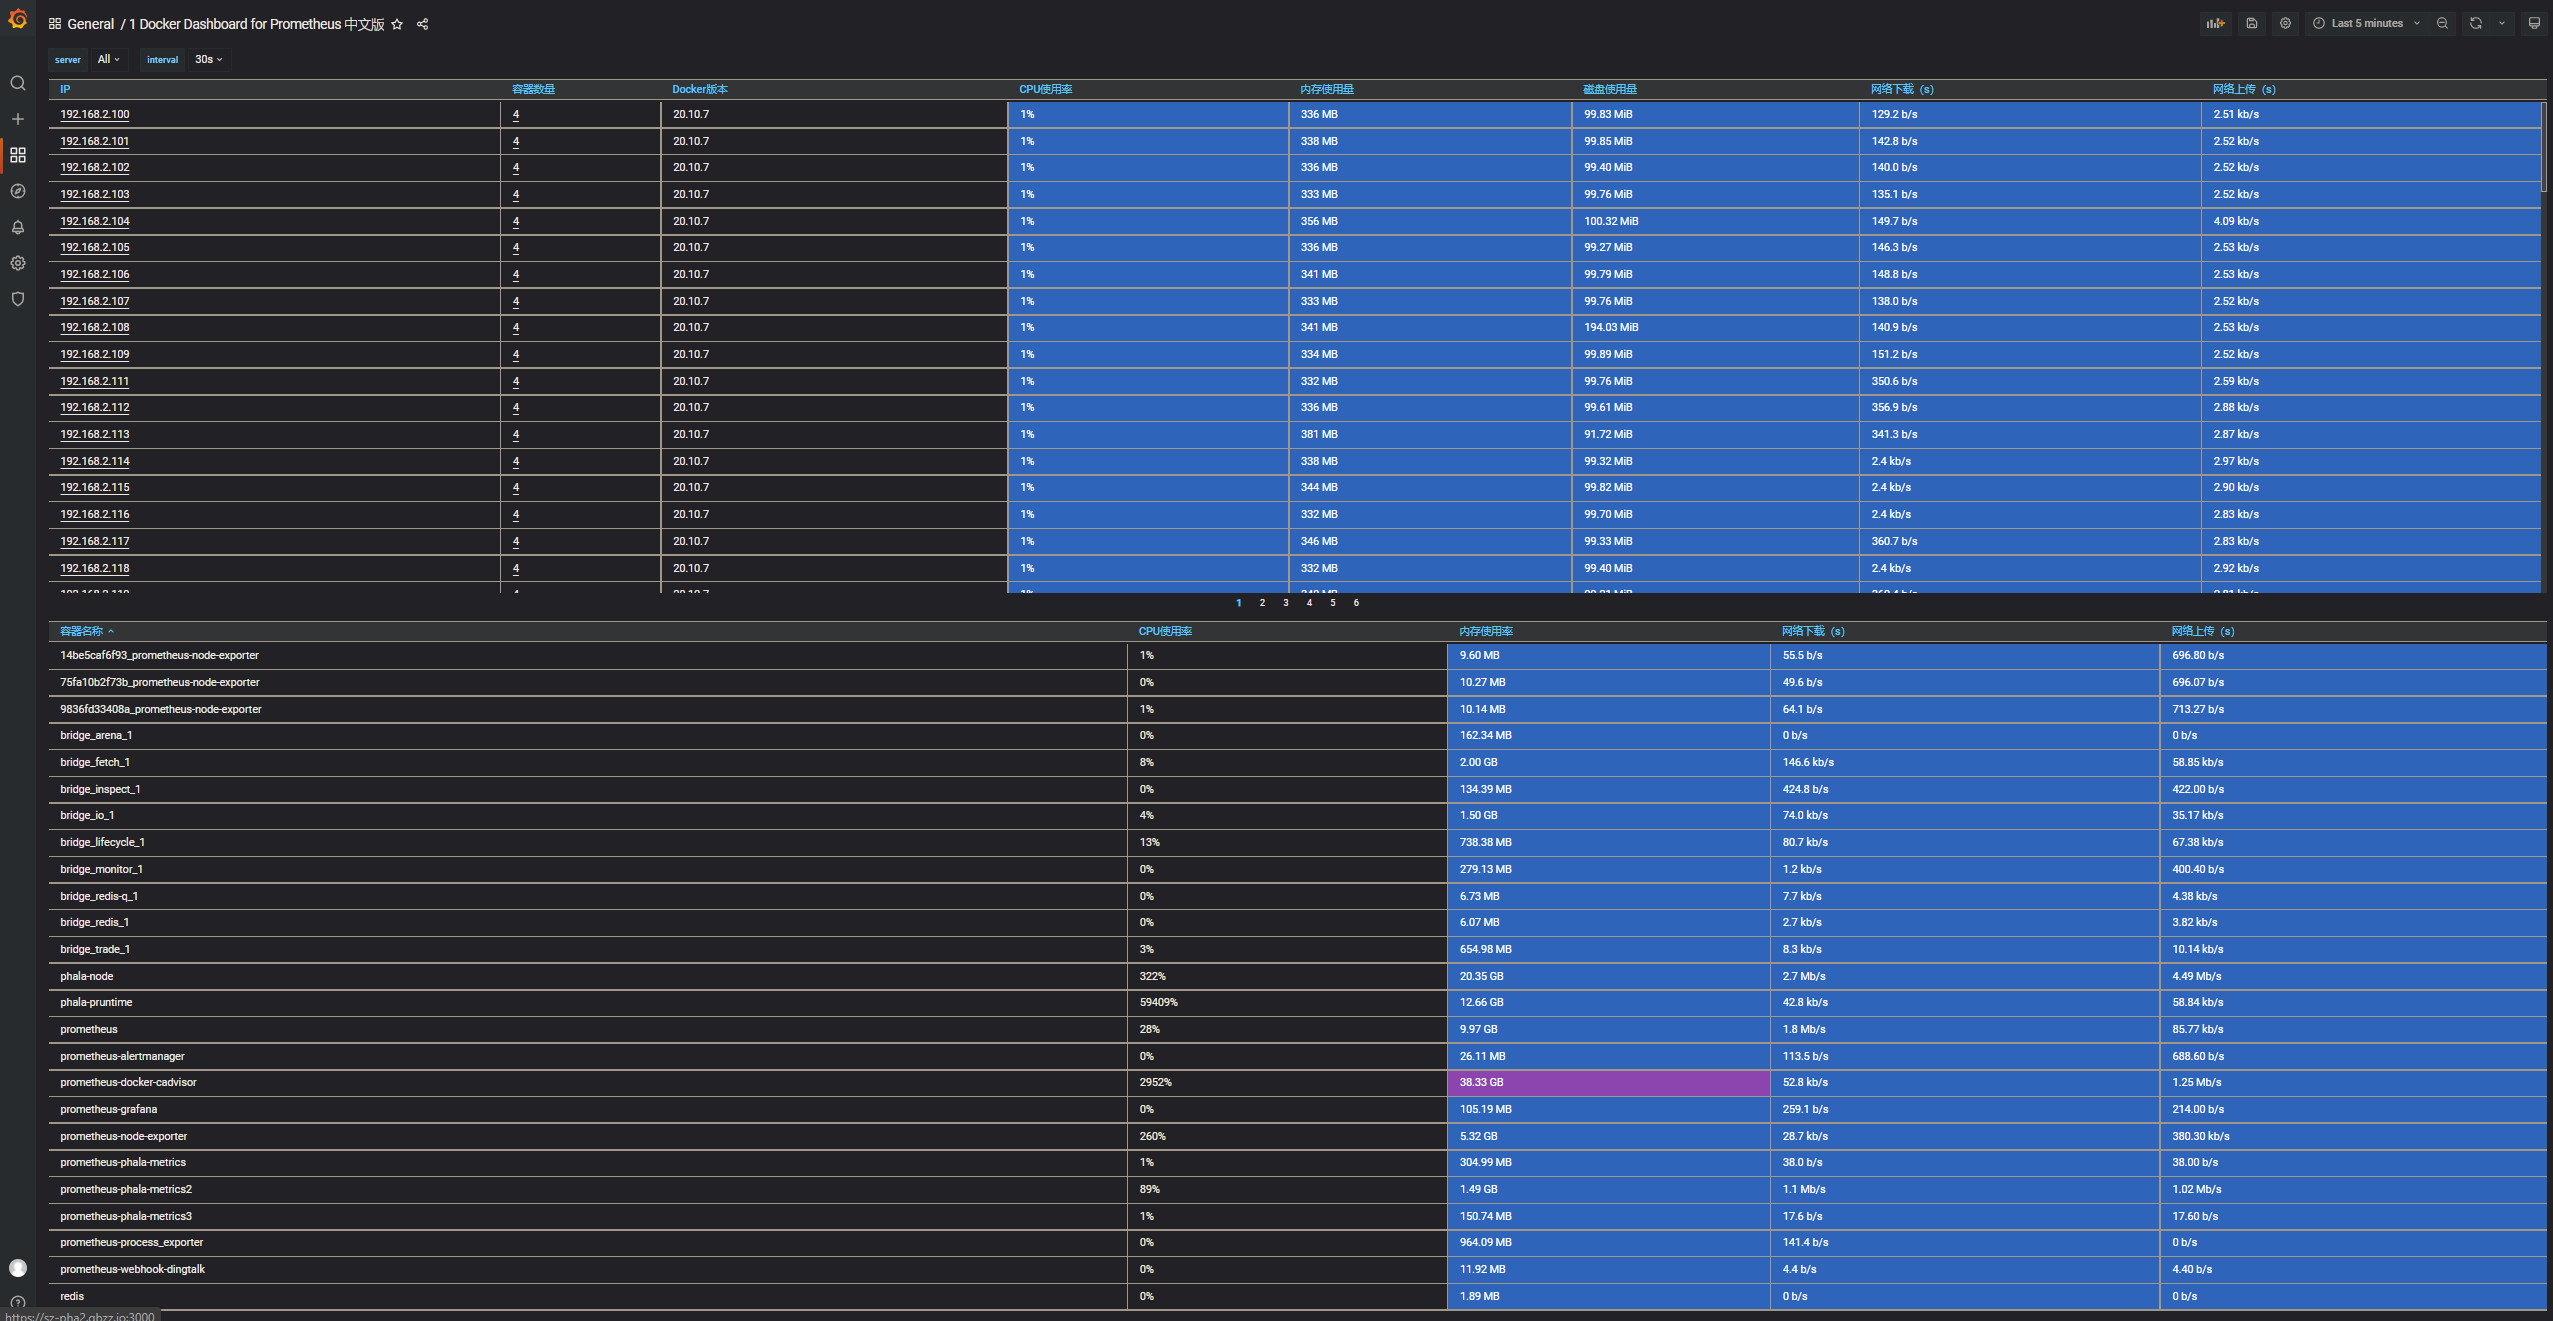 General / 1 Docker Dashboard for Prometheus 中文版
Last 5 minutes
server All interval 30s
IP 容器数量 Docker版本 CPU使用率 内存使用量 磁盘使用量 网络下载 (s) 网络上传 (s)
192.168.2.100 4 20.10.7 1% 336 MB 99.83 MiB 129.2 b/s 2.51 kb/s
192.168.2.101 4 20.10.7 1% 338 MB 99.85 MiB 142.8 b/s 2.52 kb/s
192.168.2.102 4 20.10.7 1% 336 MB 99.40 MiB 140.0 b/s 2.52 kb/s
192.168.2.103 4 20.10.7 1% 333 MB 99.76 MiB 135.1 b/s 2.52 kb/s
192.168.2.104 4 20.10.7 1% 356 MB 100.32 MiB 149.7 b/s 4.09 kb/s
192.168.2.105 4 20.10.7 1% 336 MB 99.27 MiB 146.3 b/s 2.53 kb/s
192.168.2.106 4 20.10.7 1% 341 MB 99.79 MiB 148.8 b/s 2.53 kb/s
192.168.2.107 4 20.10.7 1% 333 MB 99.76 MiB 138.0 b/s 2.52 kb/s
192.168.2.108 4 20.10.7 1% 341 MB 194.03 MiB 140.9 b/s 2.53 kb/s
192.168.2.109 4 20.10.7 1% 334 MB 99.89 MiB 151.2 b/s 2.52 kb/s
192.168.2.111 4 20.10.7 1% 332 MB 99.76 MiB 350.6 b/s 2.59 kb/s
192.168.2.112 4 20.10.7 1% 336 MB 99.61 MiB 356.9 b/s 2.88 kb/s
192.168.2.113 4 20.10.7 1% 381 MB 91.72 MiB 341.3 b/s 2.87 kb/s
192.168.2.114 4 20.10.7 1% 338 MB 99.32 MiB 2.4 kb/s 2.97 kb/s
192.168.2.115 4 20.10.7 1% 344 MB 99.82 MiB 2.4 kb/s 2.90 kb/s
192.168.2.116 4 20.10.7 1% 332 MB 99.70 MiB 2.4 kb/s 2.83 kb/s
192.168.2.117 4 20.10.7 1% 346 MB 99.33 MiB 360.7 b/s 2.83 kb/s
192.168.2.118 4 20.10.7 1% 332 MB 99.40 MiB 2.4 kb/s 2.92 kb/s
1 2 3 4 5 6
容器名称 CPU使用率 内存使用率 网络下载 (s) 网络上传 (s)
14be5caf6f93_prometheus-node-exporter 1% 9.60 MB 55.5 b/s 696.80 b/s
75fa10b2f73b_prometheus-node-exporter 0% 10.27 MB 49.6 b/s 696.07 b/s
9836fd33408a_prometheus-node-exporter 1% 10.14 MB 64.1 b/s 713.27 b/s
bridge_arena_1 0% 162.34 MB 0 b/s 0 b/s
bridge_fetch_1 8% 2.00 GB 146.6 kb/s 58.85 kb/s
bridge_inspect_1 0% 134.39 MB 424.8 b/s 422.00 b/s
bridge_io_1 4% 1.50 GB 74.0 kb/s 35.17 kb/s
bridge_lifecycle_1 13% 738.38 MB 80.7 kb/s 67.38 kb/s
bridge_monitor_1 0% 279.13 MB 1.2 kb/s 400.40 b/s
bridge_redis-q_1 0% 6.73 MB 7.7 kb/s 4.38 kb/s
bridge_redis_1 0% 6.07 MB 2.7 kb/s 3.82 kb/s
bridge_trade_1 3% 654.98 MB 8.3 kb/s 10.14 kb/s
phala-node 322% 20.35 GB 2.7 Mb/s 4.49 Mb/s
phala-pruntime 59409% 12.66 GB 42.8 kb/s 58.84 kb/s
prometheus 28% 9.97 GB 1.8 Mb/s 85.77 kb/s
prometheus-alertmanager 0% 26.11 MB 113.5 b/s 688.60 b/s
prometheus-docker-cadvisor 2952% 38.33 GB 52.8 kb/s 1.25 Mb/s
prometheus-grafana 0% 105.19 MB 259.1 b/s 214.00 b/s
prometheus-node-exporter 260% 5.32 GB 28.7 kb/s 380.30 kb/s
prometheus-phala-metrics 1% 304.99 MB 38.0 b/s 38.00 b/s
prometheus-phala-metrics2 89% 1.49 GB 1.1 Mb/s 1.02 Mb/s
prometheus-phala-metrics3 1% 150.74 MB 17.6 b/s 17.60 b/s
prometheus-process_exporter 0% 964.09 MB 141.4 b/s 0 b/s
prometheus-webhook-dingtalk 0% 11.92 MB 4.4 b/s 4.40 b/s
redis 0% 1.89 MB 0 b/s 0 b/s